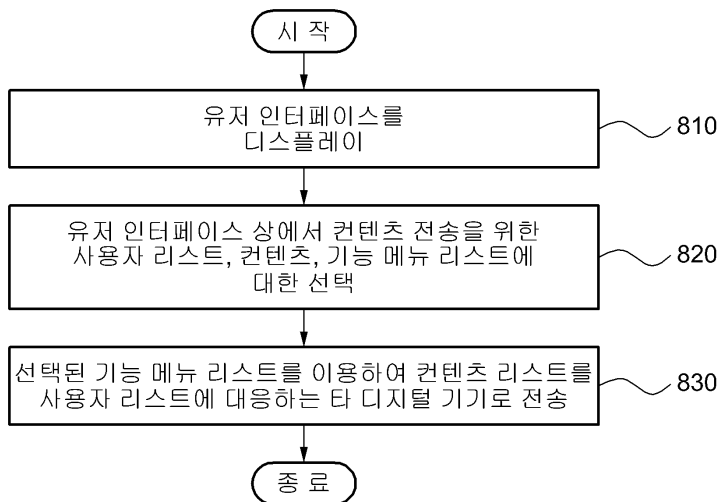 시 작
유저 인터페이스를
디스플레이
810
유저 인터페이스 상에서 컨텐츠 전송을 위한
사용자 리스트, 컨텐츠, 기능 메뉴 리스트에
대한 선택
820
선택된 기능 메뉴 리스트를 이용하여 컨텐츠 리스트를
사용자 리스트에 대응하는 타 디지털 기기로 전송
830
종 료